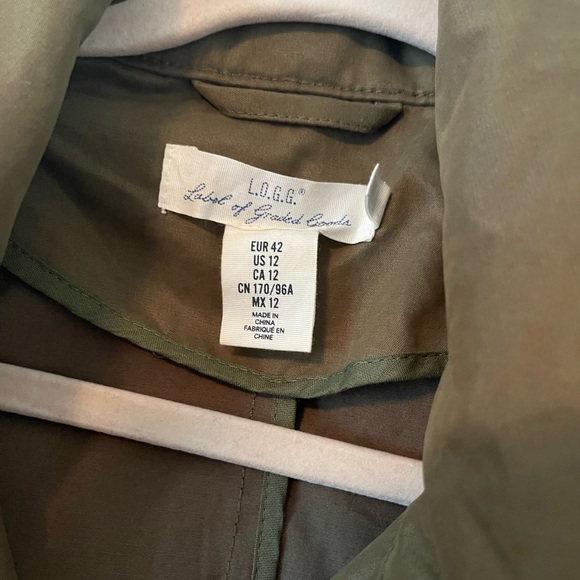 L.O.G.G.®
Label of Graded Goods
EUR 42
US 12
CA 12
CN 170/96A
MX 12
MADE IN
CHINA
FABRIQUÉ EN
CHINE